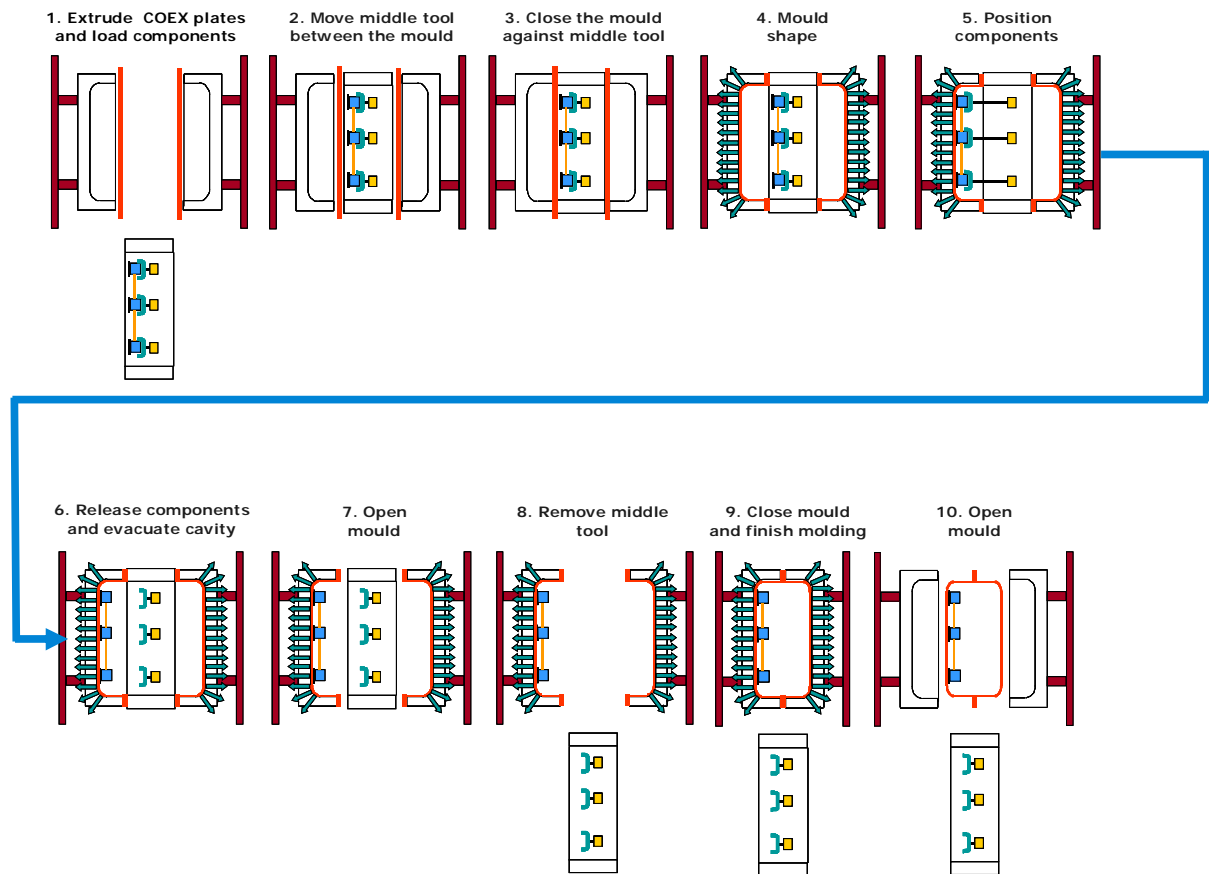 1. Extrude COEX plates
and load components
2. Move middle tool
between the mould
3. Close the mould
against middle tool
4. Mould
shape
5. Position
components
6. Release components
and evacuate cavity
7. Open
mould
8. Remove middle
tool
9. Close mould
and finish molding
10. Open
mould